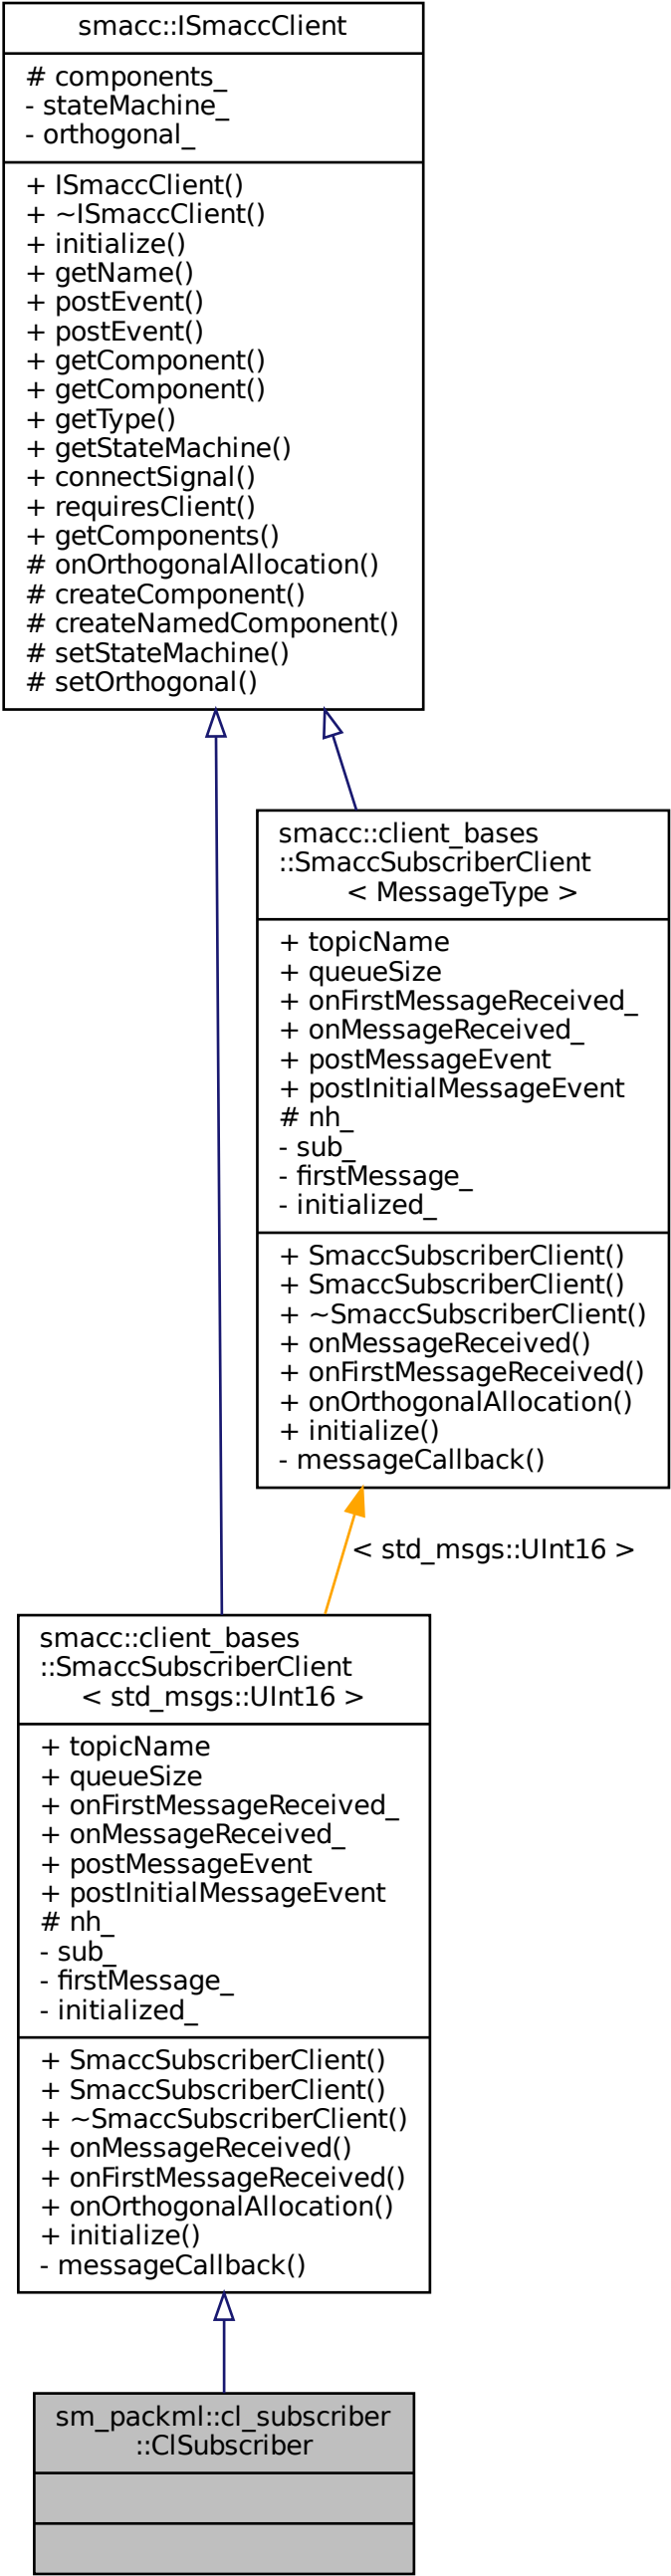 smacc::ISmaccClient
# components_
- stateMachine_
- orthogonal_
+ ISmaccClient()
+ ~ISmaccClient()
+ initialize()
+ getName()
+ postEvent()
+ postEvent()
+ getComponent()
+ getComponent()
+ getType()
+ getStateMachine()
+ connectSignal()
+ requiresClient()
+ getComponents()
# onOrthogonalAllocation()
# createComponent()
# createNamedComponent()
# setStateMachine()
# setOrthogonal()
smacc::client_bases
::SmaccSubscriberClient
< MessageType >
+ topicName
+ queueSize
+ onFirstMessageReceived_
+ onMessageReceived_
+ postMessageEvent
+ postInitialMessageEvent
# nh_
- sub_
- firstMessage_
- initialized_
+ SmaccSubscriberClient()
+ SmaccSubscriberClient()
+ ~SmaccSubscriberClient()
+ onMessageReceived()
+ onFirstMessageReceived()
+ onOrthogonalAllocation()
+ initialize()
- messageCallback()
< std_msgs::UInt16 >
smacc::client_bases
::SmaccSubscriberClient
< std_msgs::UInt16 >
+ topicName
+ queueSize
+ onFirstMessageReceived_
+ onMessageReceived_
+ postMessageEvent
+ postInitialMessageEvent
# nh_
- sub_
- firstMessage_
- initialized_
+ SmaccSubscriberClient()
+ SmaccSubscriberClient()
+ ~SmaccSubscriberClient()
+ onMessageReceived()
+ onFirstMessageReceived()
+ onOrthogonalAllocation()
+ initialize()
- messageCallback()
sm_packml::cl_subscriber
::ClSubscriber